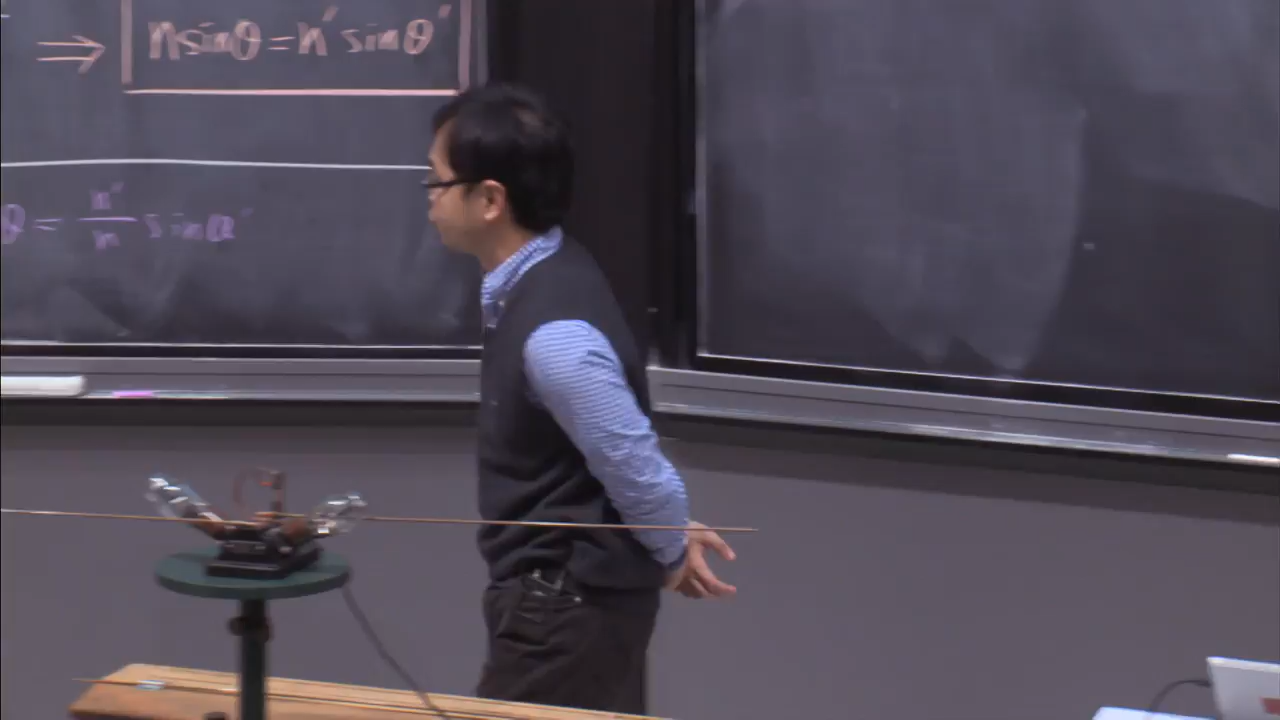 ⇒ n sinθ = n' sinθ'
θ = n'/n sinθ'